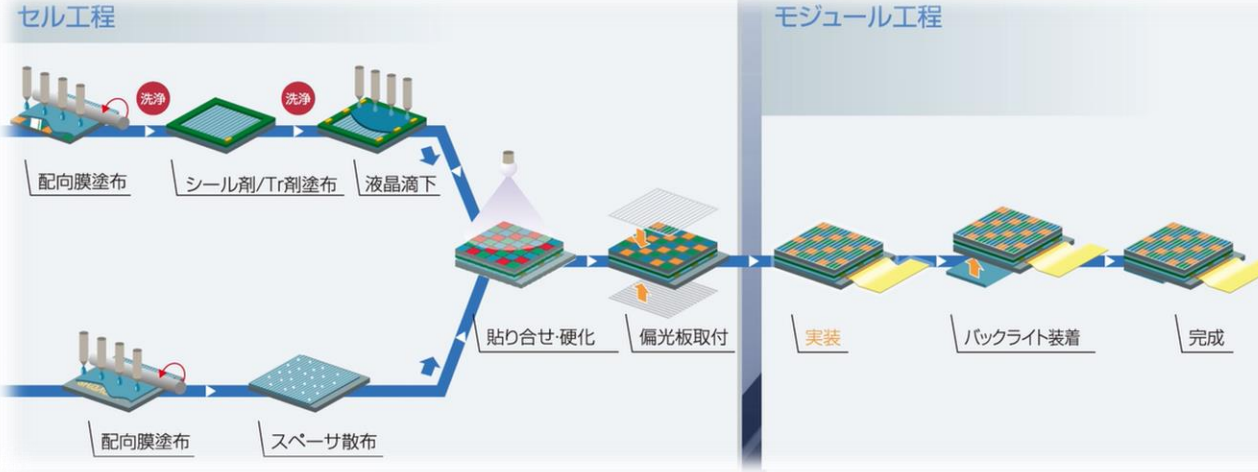 セル工程
モジュール工程
洗浄
洗浄
配向膜塗布
シール剤/Tr剤塗布
液晶滴下
貼り合せ・硬化
偏光板取付
実装
バックライト装着
完成
配向膜塗布
スペーサ散布